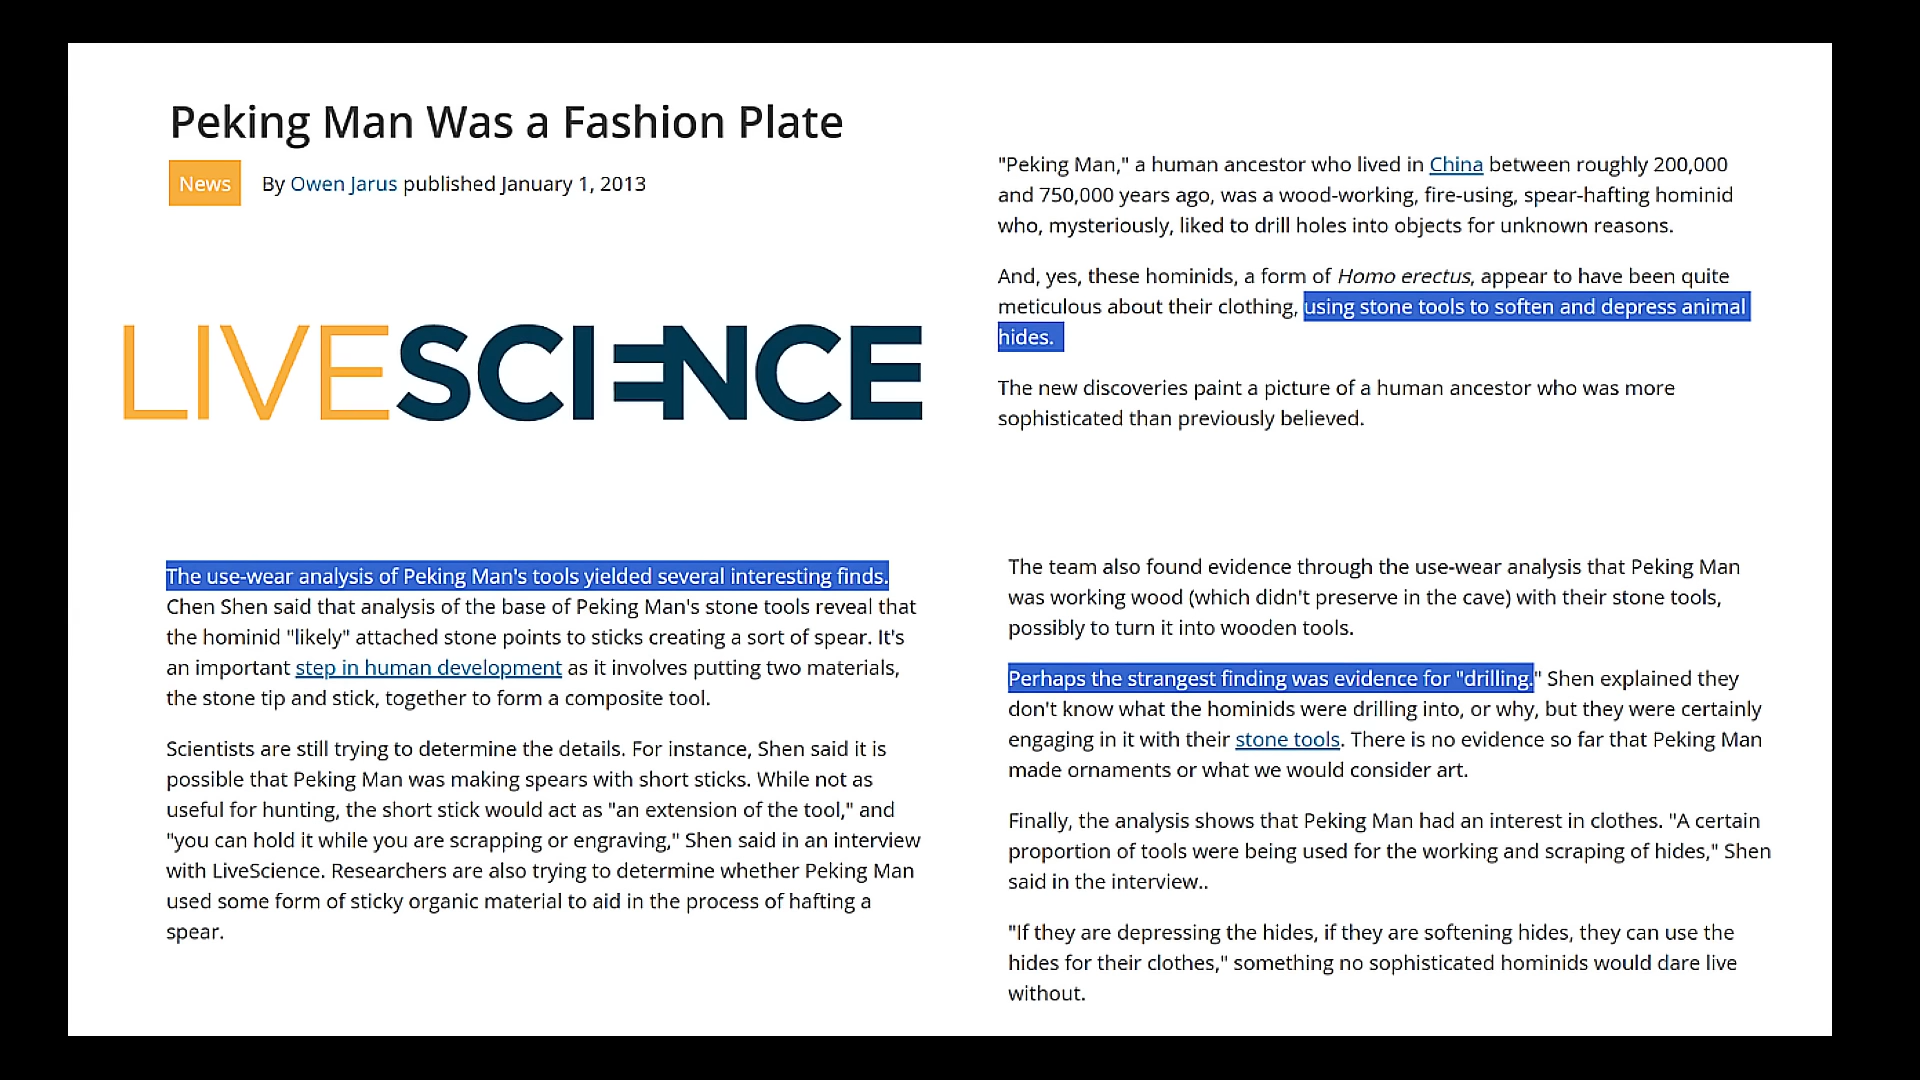 Peking Man Was a Fashion Plate
News By Owen Jarus published January 1, 2013
LIVESCIENCE
"Peking Man," a human ancestor who lived in China between roughly 200,000
and 750,000 years ago, was a wood-working, fire-using, spear-hafting hominid
who, mysteriously, liked to drill holes into objects for unknown reasons.
And, yes, these hominids, a form of Homo erectus, appear to have been quite
meticulous about their clothing, using stone tools to soften and depress animal
hides.
The new discoveries paint a picture of a human ancestor who was more
sophisticated than previously believed.
The use-wear analysis of Peking Man's tools yielded several interesting finds.
Chen Shen said that analysis of the base of Peking Man's stone tools reveal that
the hominid "likely" attached stone points to sticks creating a sort of spear. It's
an important step in human development as it involves putting two materials,
the stone tip and stick, together to form a composite tool.
Scientists are still trying to determine the details. For instance, Shen said it is
possible that Peking Man was making spears with short sticks. While not as
useful for hunting, the short stick would act as "an extension of the tool," and
"you can hold it while you are scrapping or engraving," Shen said in an interview
with LiveScience. Researchers are also trying to determine whether Peking Man
used some form of sticky organic material to aid in the process of hafting a
spear.
The team also found evidence through the use-wear analysis that Peking Man
was working wood (which didn't preserve in the cave) with their stone tools,
possibly to turn it into wooden tools.
Perhaps the strangest finding was evidence for "drilling." Shen explained they
don't know what the hominids were drilling into, or why, but they were certainly
engaging in it with their stone tools. There is no evidence so far that Peking Man
made ornaments or what we would consider art.
Finally, the analysis shows that Peking Man had an interest in clothes. "A certain
proportion of tools were being used for the working and scraping of hides," Shen
said in the interview..
"If they are depressing the hides, if they are softening hides, they can use the
hides for their clothes," something no sophisticated hominids would dare live
without.